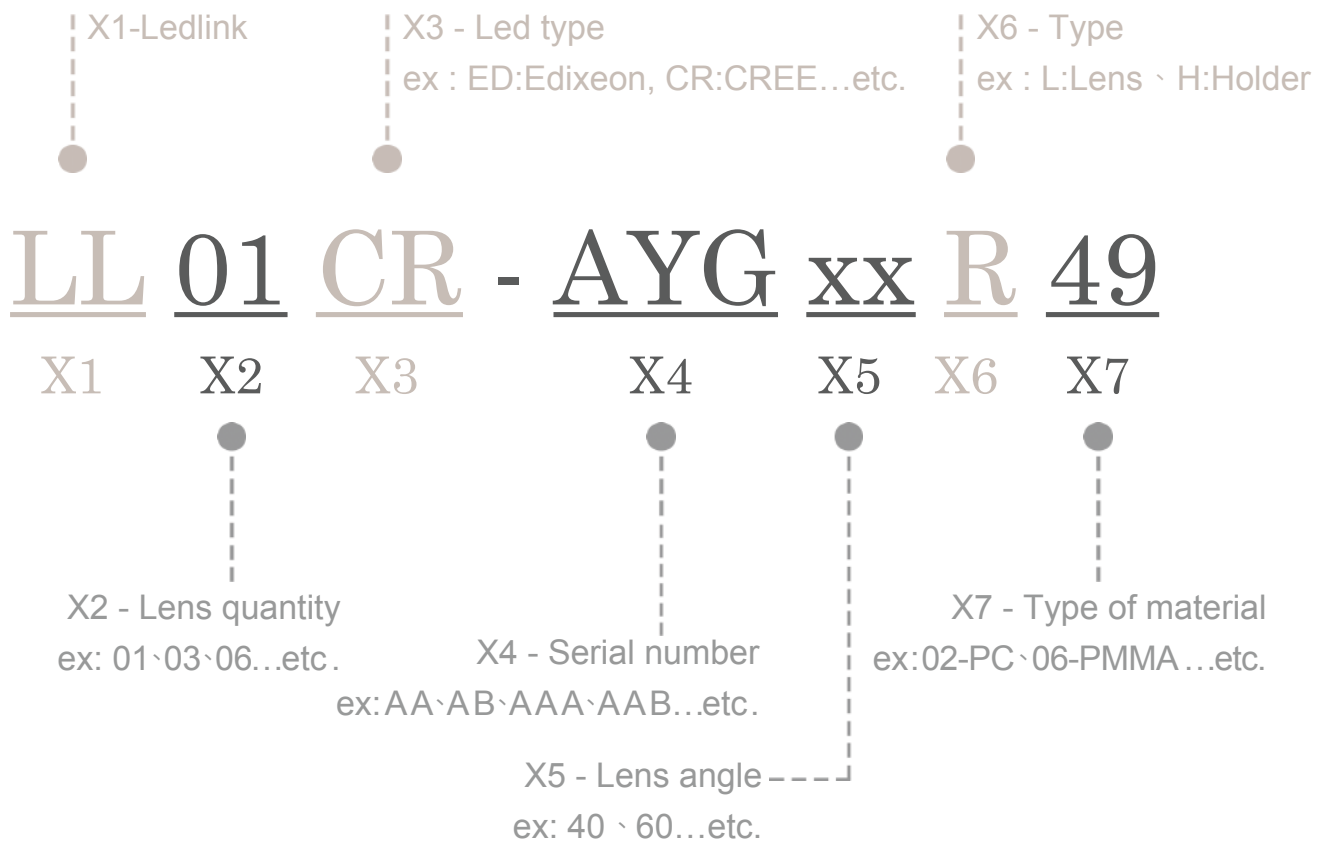 X1-Ledlink
X3 - Led type
ex : ED:Edixeon, CR:CREE…etc.
X6 - Type
ex : L:Lens、H:Holder
LL 01 CR - AYG xx R 49
X1 X2 X3 X4 X5 X6 X7
X2 - Lens quantity
ex: 01、03、06…etc.
X4 - Serial number
ex:AA、AB、AAA、AAB…etc.
X7 - Type of material
ex:02-PC、06-PMMA…etc.
X5 - Lens angle
ex: 40 、60…etc.